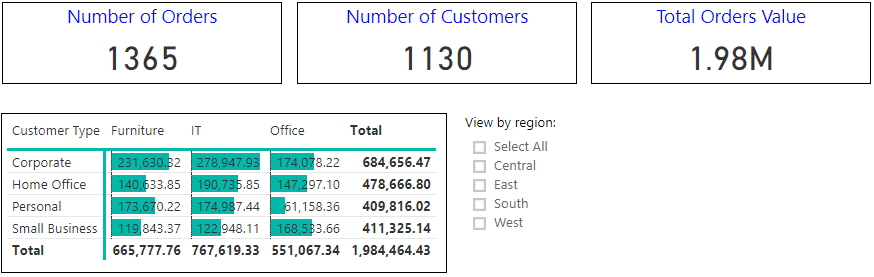 Number of Orders
1365
Number of Customers
1130
Total Orders Value
1.98M
Customer Type Furniture IT Office Total
Corporate 231,630.32 278,947.93 174,078.22 684,656.47
Home Office 140,633.85 190,735.85 147,297.10 478,666.80
Personal 173,670.22 174,987.44 61,158.36 409,816.02
Small Business 119,843.37 122,948.11 168,533.66 411,325.14
Total 665,777.76 767,619.33 551,067.34 1,984,464.43
View by region:
Select All
Central
East
South
West